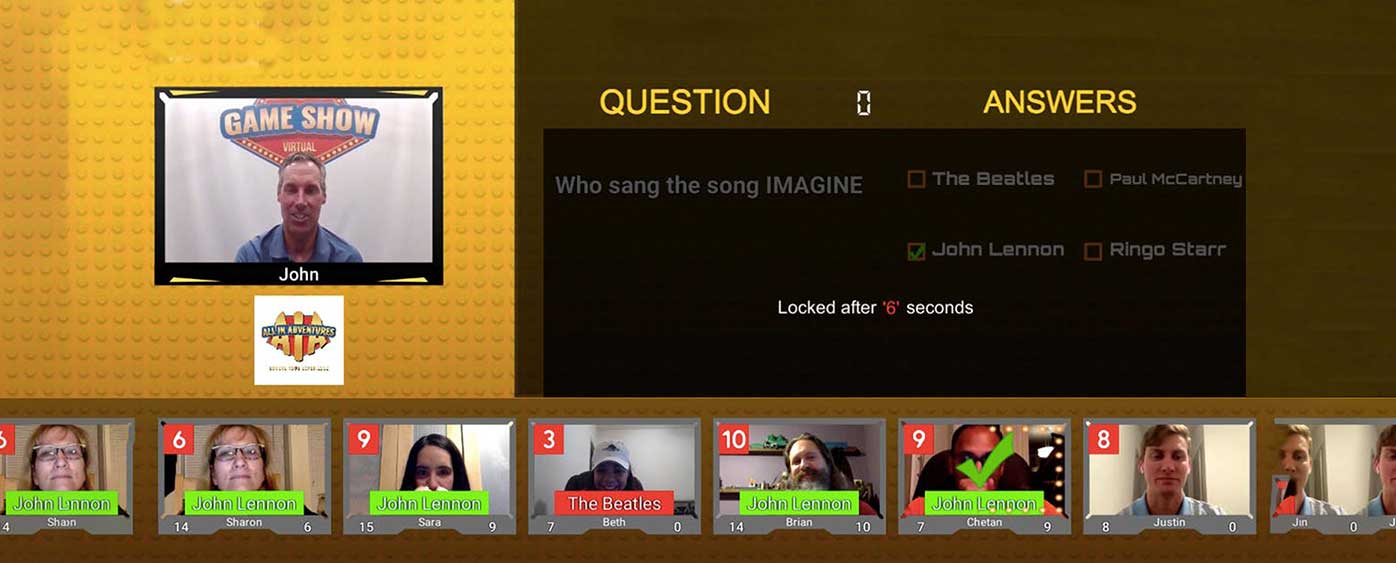 GAME SHOW
VIRTUAL
John
ALL IN ADVENTURES
QUESTION
0
ANSWERS
Who sang the song IMAGINE
The Beatles
Paul McCartney
John Lennon
Ringo Starr
Locked after '6' seconds
6
John Lnnon
4
6
John Lennon
14
Sharon
6
9
John Lennon
15
Sara
9
3
The Beatles
7
Beth
0
10
John Lennon
14
Brian
10
9
John Lennon
7
Chetan
9
8
8
Justin
0
0